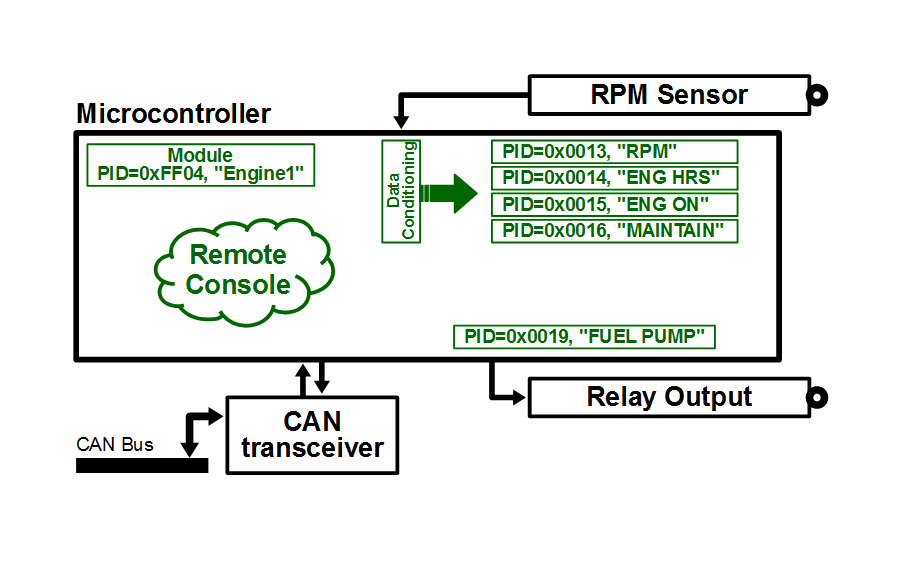 RPM Sensor
Microcontroller
Module
PID=0xFF04, "Engine1"
Data
Conditioning
PID=0x0013, "RPM"
PID=0x0014, "ENG HRS"
PID=0x0015, "ENG ON"
PID=0x0016, "MAINTAIN"
Remote
Console
PID=0x0019, "FUEL PUMP"
Relay Output
CAN
transceiver
CAN Bus